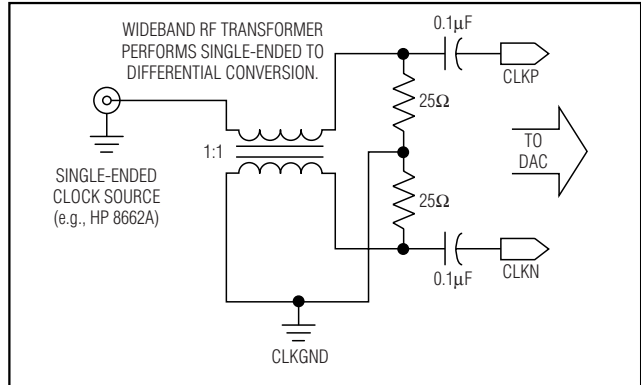 WIDEBAND RF TRANSFORMER
PERFORMS SINGLE-ENDED TO
DIFFERENTIAL CONVERSION.
0.1µF
CLKP
25Ω
1:1
TO
DAC
SINGLE-ENDED
CLOCK SOURCE
(e.g., HP 8662A)
25Ω
0.1µF
CLKN
CLKGND